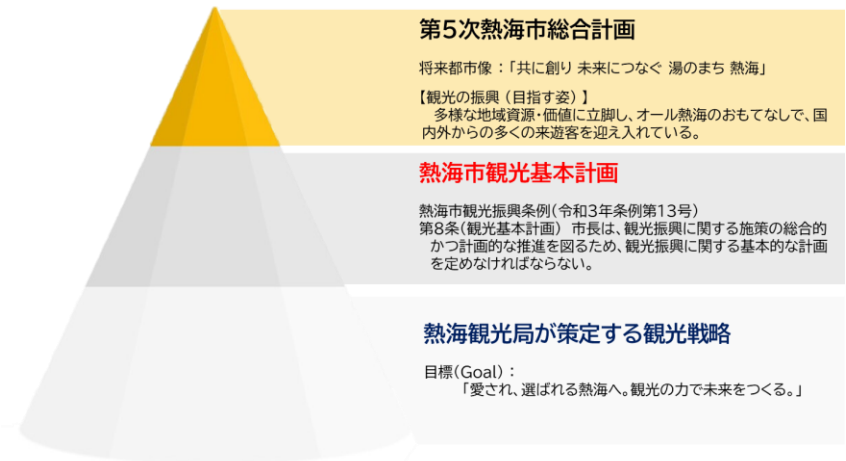 第5次熱海市総合計画
将来都市像：「共に創り 未来につなぐ 湯のまち 熱海」
【観光の振興（目指す姿）】
多様な地域資源・価値に立脚し、オール熱海のおもてなしで、国
内外からの多くの来遊客を迎え入れている。
熱海市観光基本計画
熱海市観光振興条例（令和3年条例第13号）
第8条（観光基本計画） 市長は、観光振興に関する施策の総合的
かつ計画的な推進を図るため、観光振興に関する基本的な計画
を定めなければならない。
熱海観光局が策定する観光戦略
目標（Goal）：
「愛され、選ばれる熱海へ。観光の力で未来をつくる。」